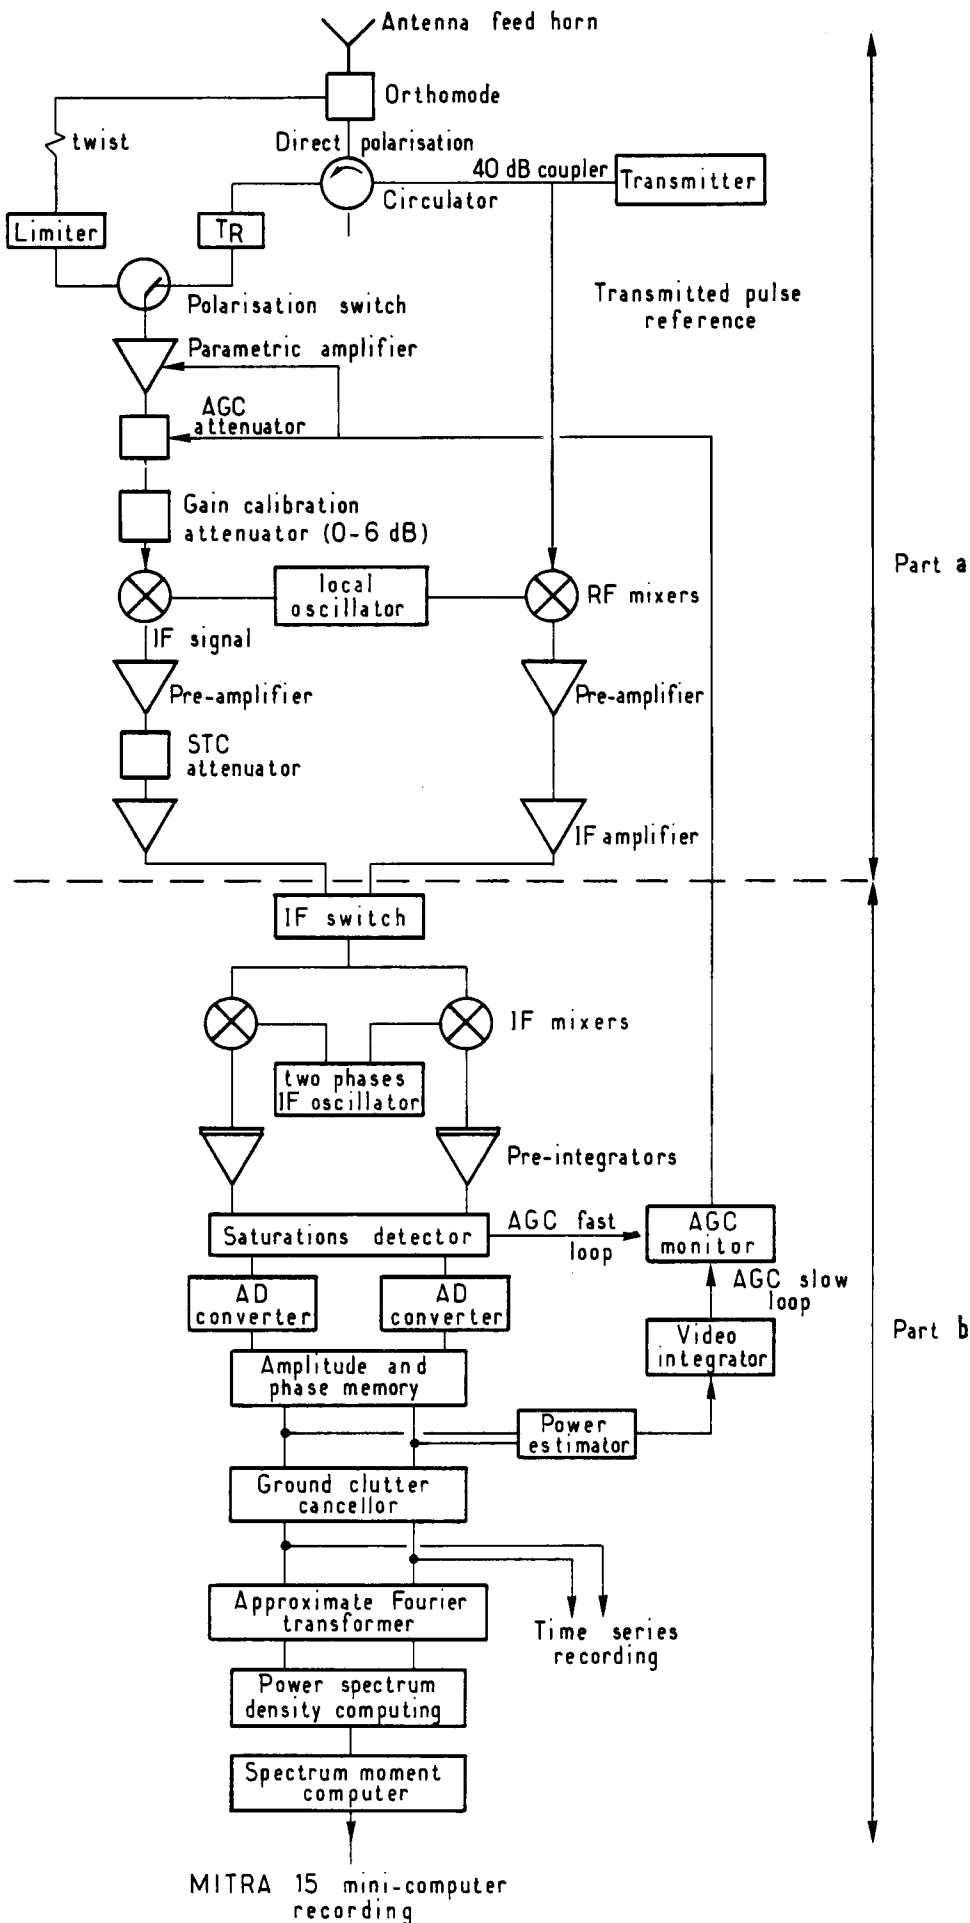 Antenna feed horn
Orthomode
twist
Direct polarisation
40 dB coupler
Transmitter
Circulator
Limiter
TR
Polarisation switch
Transmitted pulse
reference
Parametric amplifier
AGC
attenuator
Gain calibration
attenuator (0-6 dB)
Part a
local
oscillator
RF mixers
IF signal
Pre-amplifier
Pre-amplifier
STC
attenuator
IF amplifier
IF switch
IF mixers
two phases
IF oscillator
Pre-integrators
Saturations detector
AGC fast
loop
AGC
monitor
AGC slow
loop
AD
converter
AD
converter
Video
integrator
Part b
Amplitude and
phase memory
Power
estimator
Ground clutter
cancellor
Approximate Fourier
transformer
Time series
recording
Power spectrum
density computing
Spectrum moment
computer
MITRA 15 mini-computer
recording